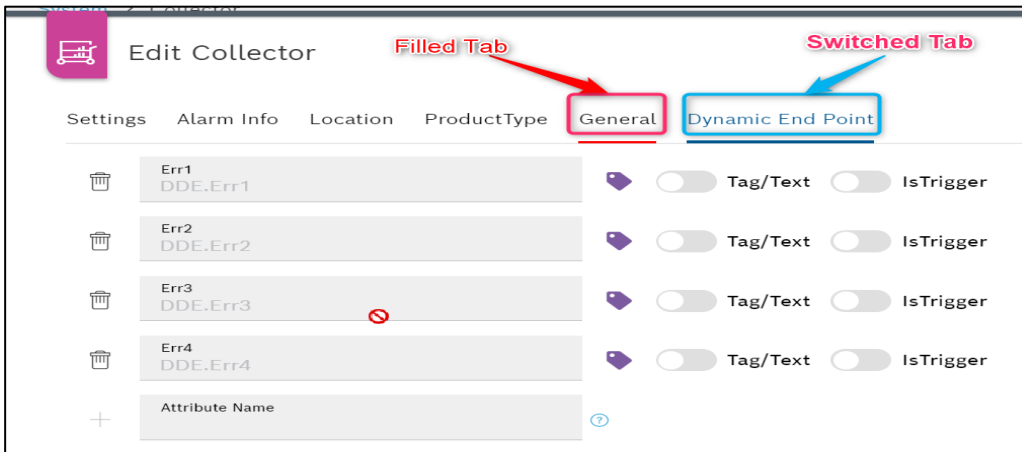 System > Collector
Edit Collector
Filled Tab
Switched Tab
Settings Alarm Info Location ProductType General Dynamic End Point
Err1
DDE.Err1
Tag/Text IsTrigger
Err2
DDE.Err2
Tag/Text IsTrigger
Err3
DDE.Err3
Tag/Text IsTrigger
Err4
DDE.Err4
Tag/Text IsTrigger
Attribute Name
?